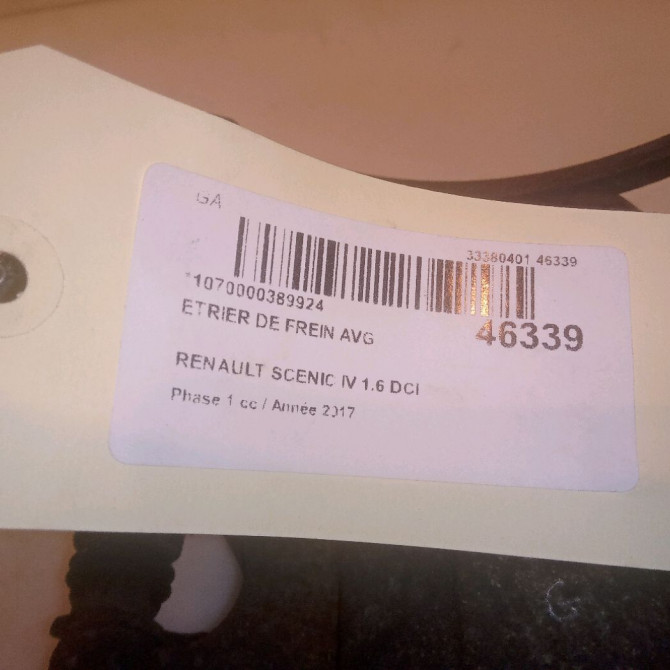 GA
33380401 46339
*1070000389924
46339
ETRIER DE FREIN AVG
RENAULT SCENIC IV 1.6 DCI
Phase 1 cc / Année 2017